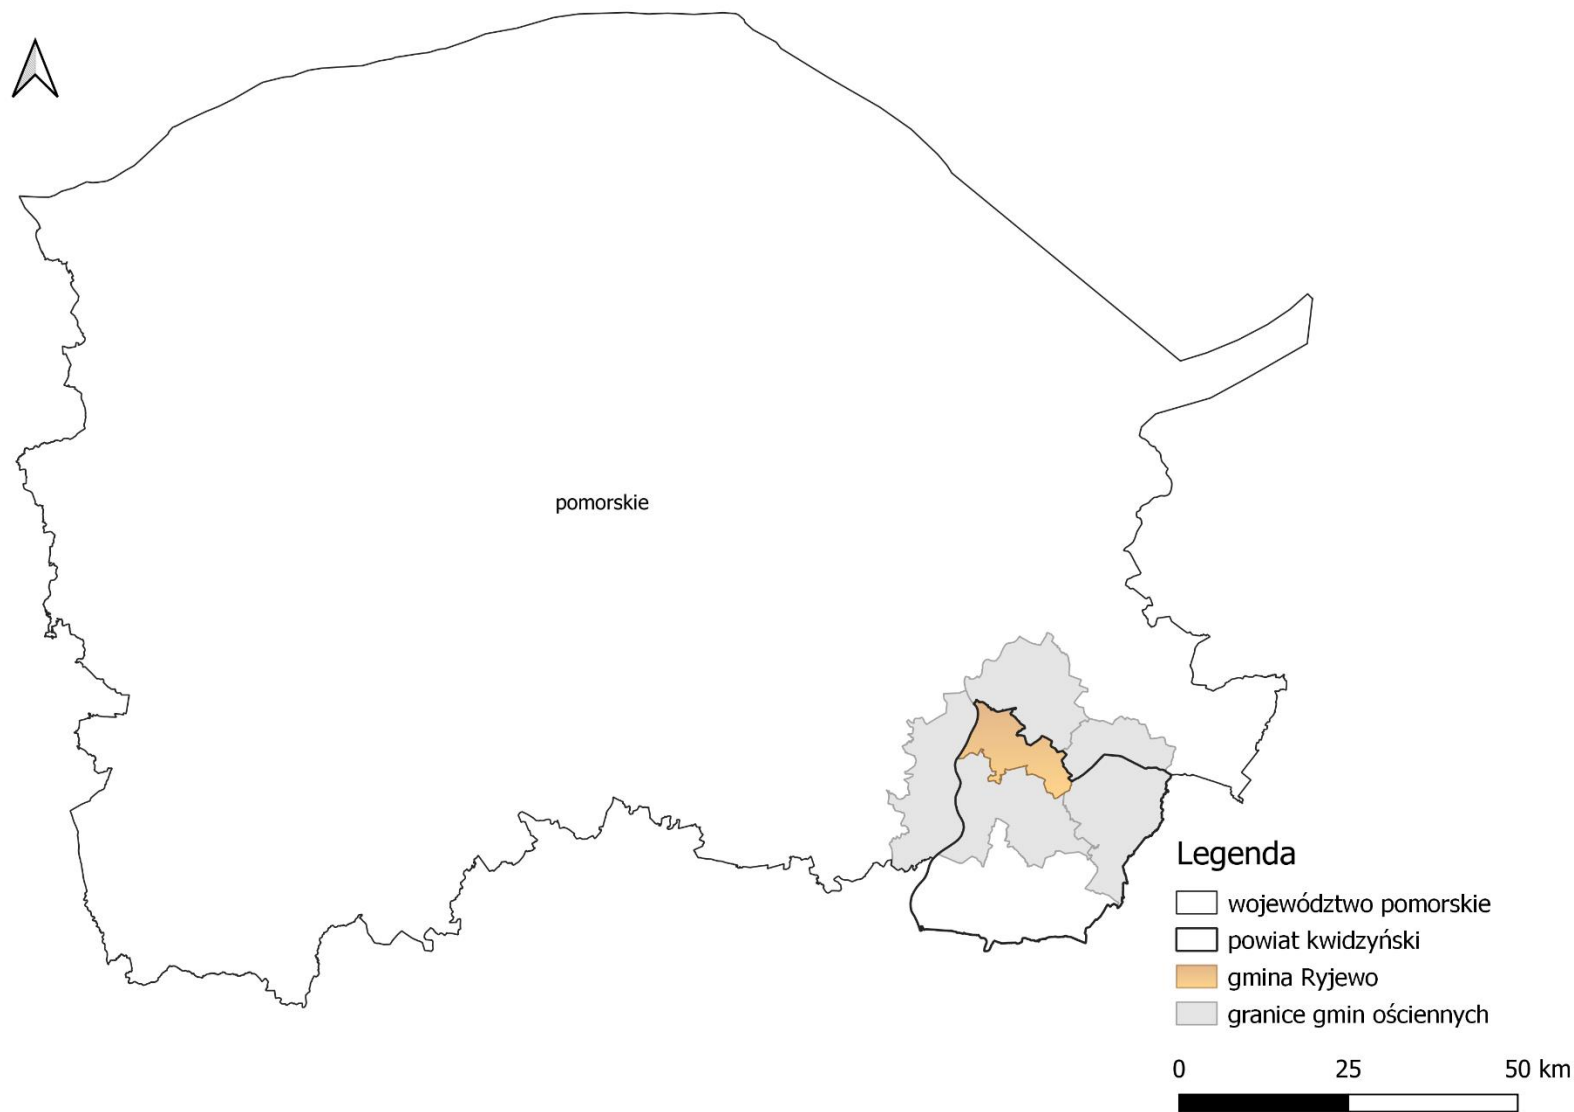 pomorskie
Legenda
województwo pomorskie
powiat kwidzyński
gmina Ryjewo
granice gmin ościennych
0 25 50 km